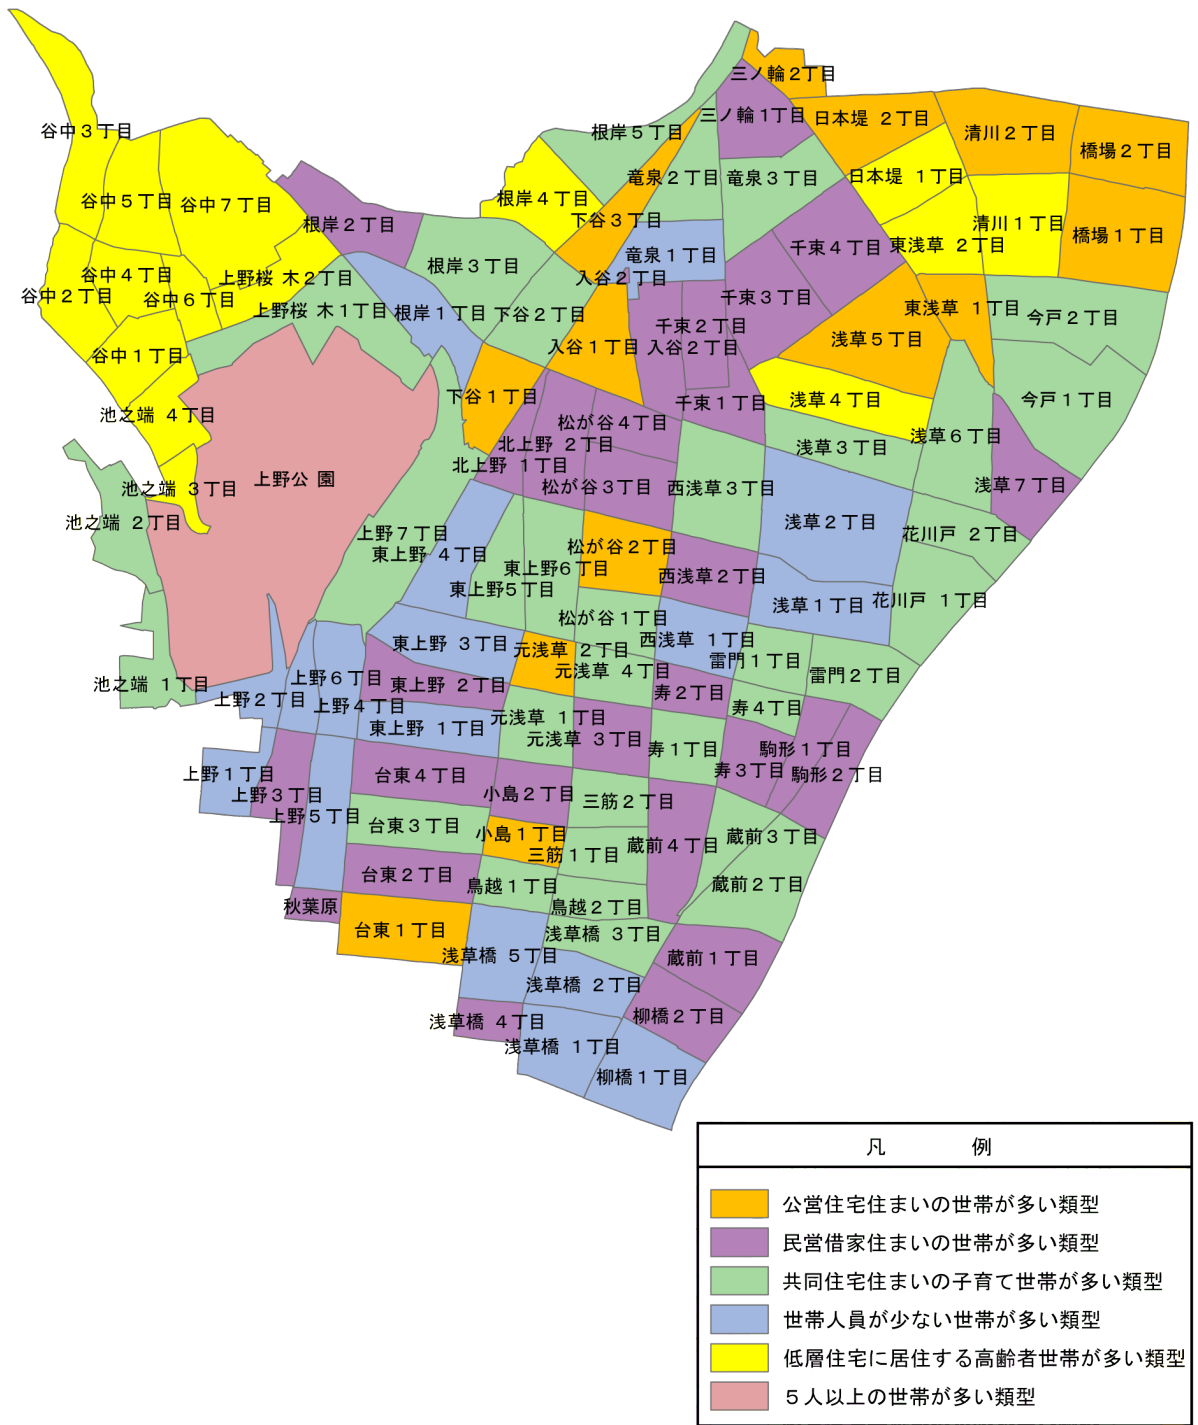 三ノ輪２丁目
三ノ輪１丁目
日本堤 ２丁目
谷中３丁目
根岸５丁目
清川２丁目
橋場２丁目
竜泉２丁目
竜泉３丁目
日本堤 １丁目
谷中５丁目
谷中７丁目
根岸４丁目
根岸２丁目
下谷３丁目
清川１丁目
橋場１丁目
千束４丁目
東浅草 ２丁目
竜泉１丁目
根岸３丁目
谷中４丁目
上野桜 木２丁目
入谷２丁目
谷中２丁目
谷中６丁目
千束３丁目
上野桜 木１丁目
根岸１丁目
下谷２丁目
東浅草 １丁目
今戸２丁目
千束２丁目
浅草５丁目
入谷１丁目
入谷２丁目
谷中１丁目
下谷１丁目
千束１丁目
浅草４丁目
今戸１丁目
池之端 ４丁目
松が谷４丁目
浅草６丁目
北上野 ２丁目
浅草３丁目
北上野 １丁目
上野公 園
池之端 ３丁目
松が谷３丁目
西浅草３丁目
浅草７丁目
池之端 ２丁目
浅草２丁目
上野７丁目
花川戸 ２丁目
東上野 ４丁目
松が谷２丁目
東上野６丁目
西浅草２丁目
東上野５丁目
浅草１丁目
花川戸 １丁目
松が谷１丁目
東上野 ３丁目
西浅草 １丁目
元浅草 ２丁目
雷門１丁目
元浅草 ４丁目
雷門２丁目
上野６丁目
池之端 １丁目
東上野 ２丁目
寿２丁目
上野２丁目
上野４丁目
寿４丁目
元浅草 １丁目
東上野 １丁目
元浅草 ３丁目
寿１丁目
駒形１丁目
上野１丁目
台東４丁目
寿３丁目
駒形２丁目
上野３丁目
小島２丁目
三筋２丁目
上野５丁目
台東３丁目
小島１丁目
蔵前３丁目
三筋１丁目
蔵前４丁目
台東２丁目
鳥越１丁目
蔵前２丁目
秋葉原
鳥越２丁目
台東１丁目
浅草橋 ３丁目
浅草橋 ５丁目
蔵前１丁目
浅草橋 ２丁目
浅草橋 ４丁目
柳橋２丁目
浅草橋 １丁目
柳橋１丁目
凡 例
公営住宅住まいの世帯が多い類型
民営借家住まいの世帯が多い類型
共同住宅住まいの子育て世帯が多い類型
世帯人員が少ない世帯が多い類型
低層住宅に居住する高齢者世帯が多い類型
５人以上の世帯が多い類型